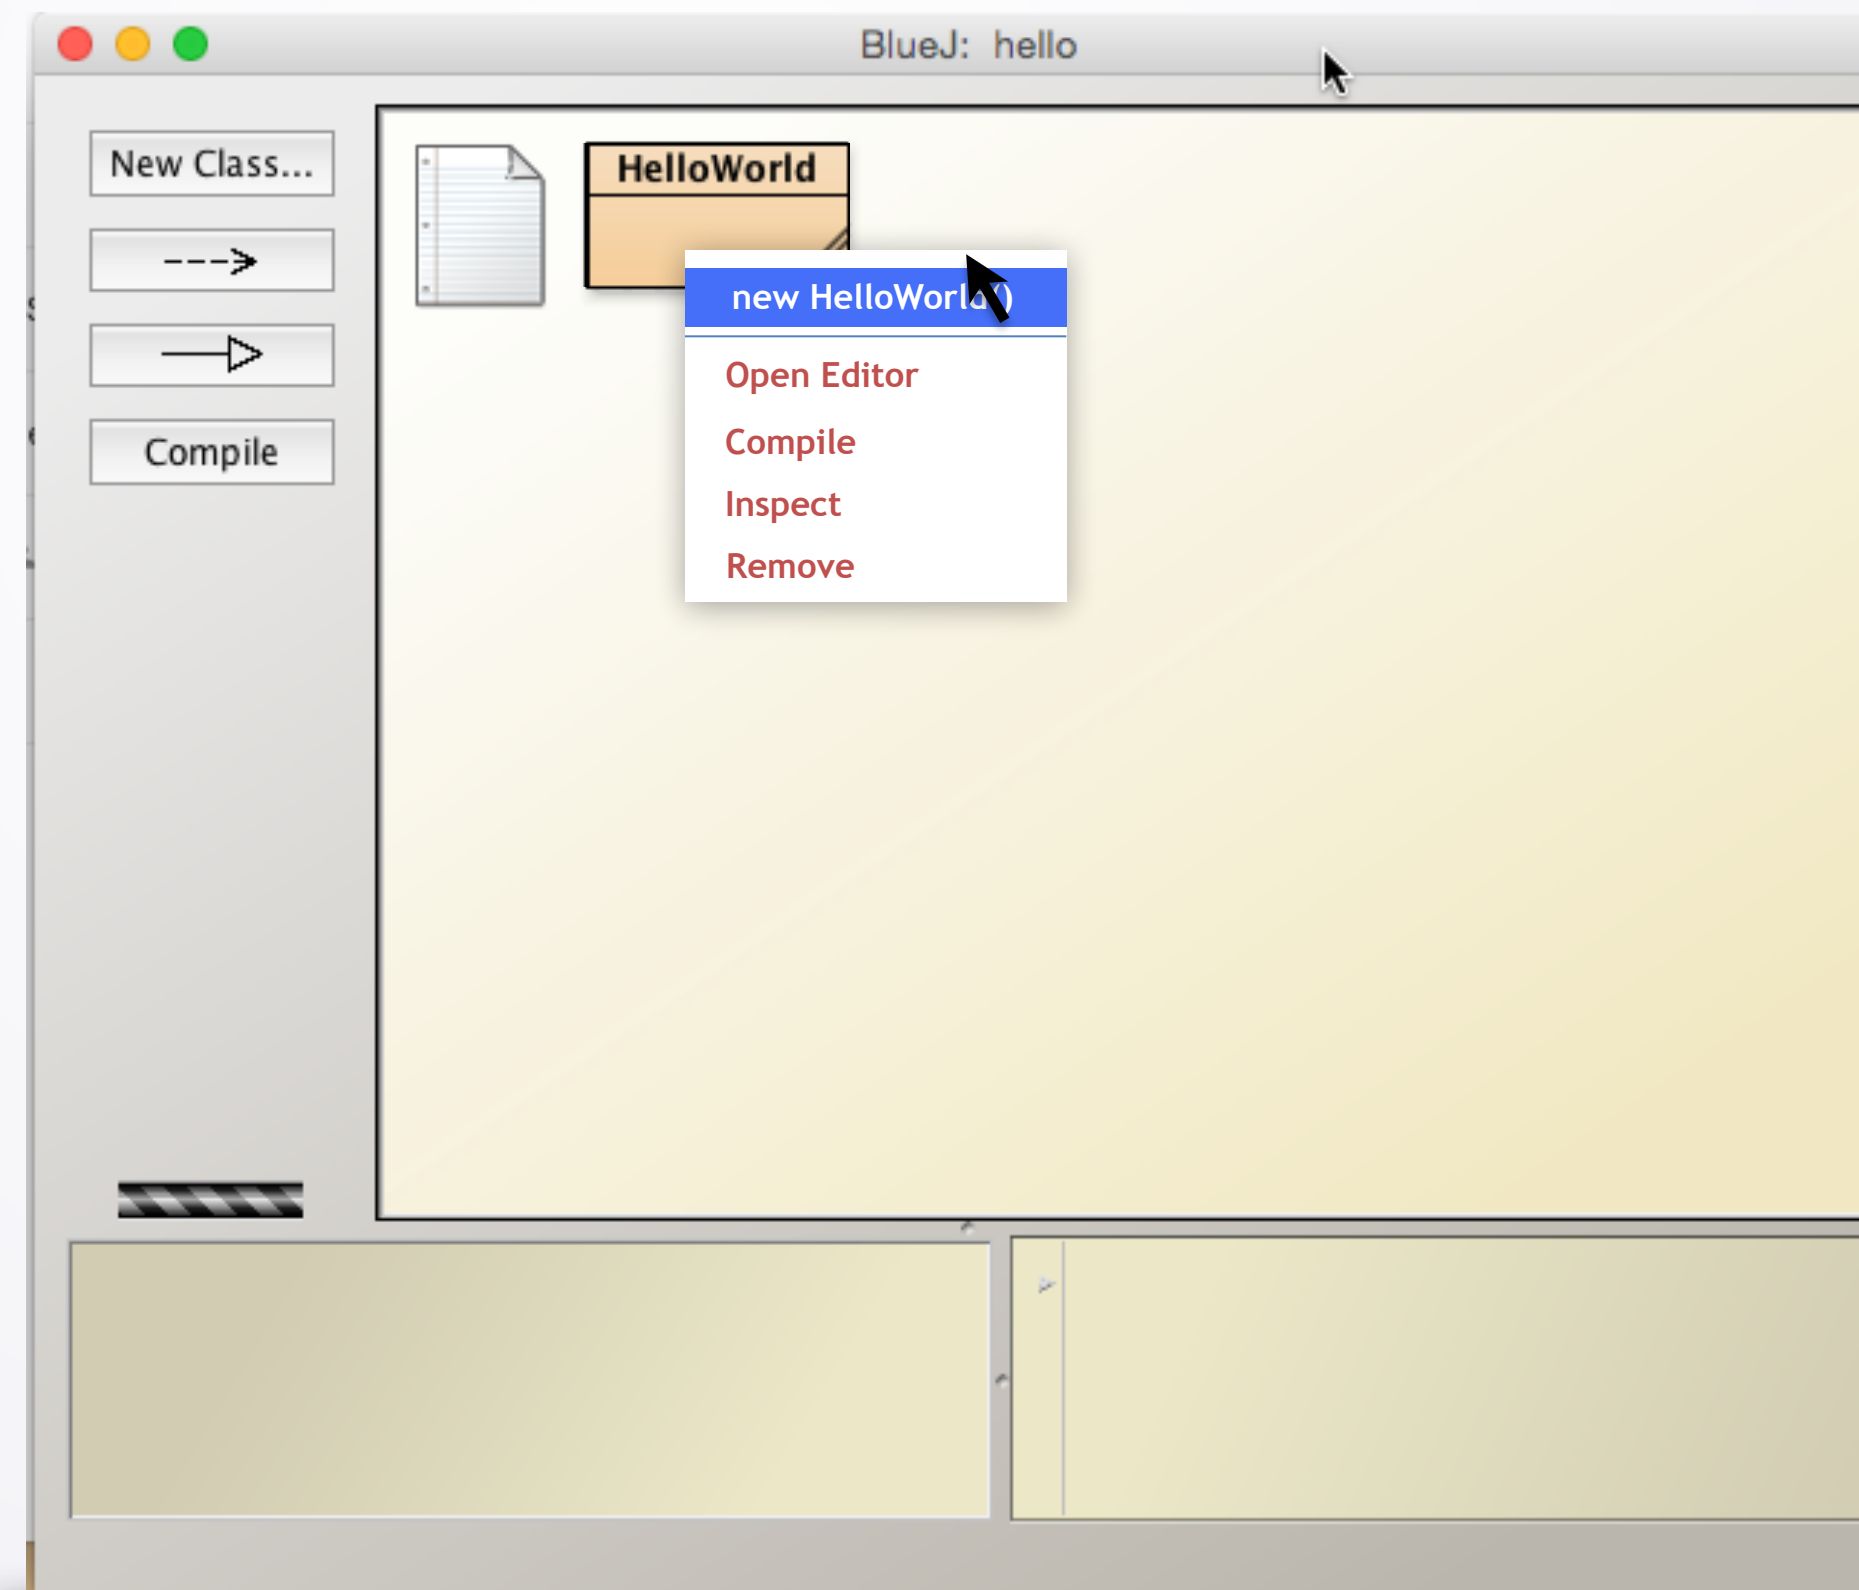 BlueJ: hello
New Class...
Compile
HelloWorld
new HelloWorld()
Open Editor
Compile
Inspect
Remove